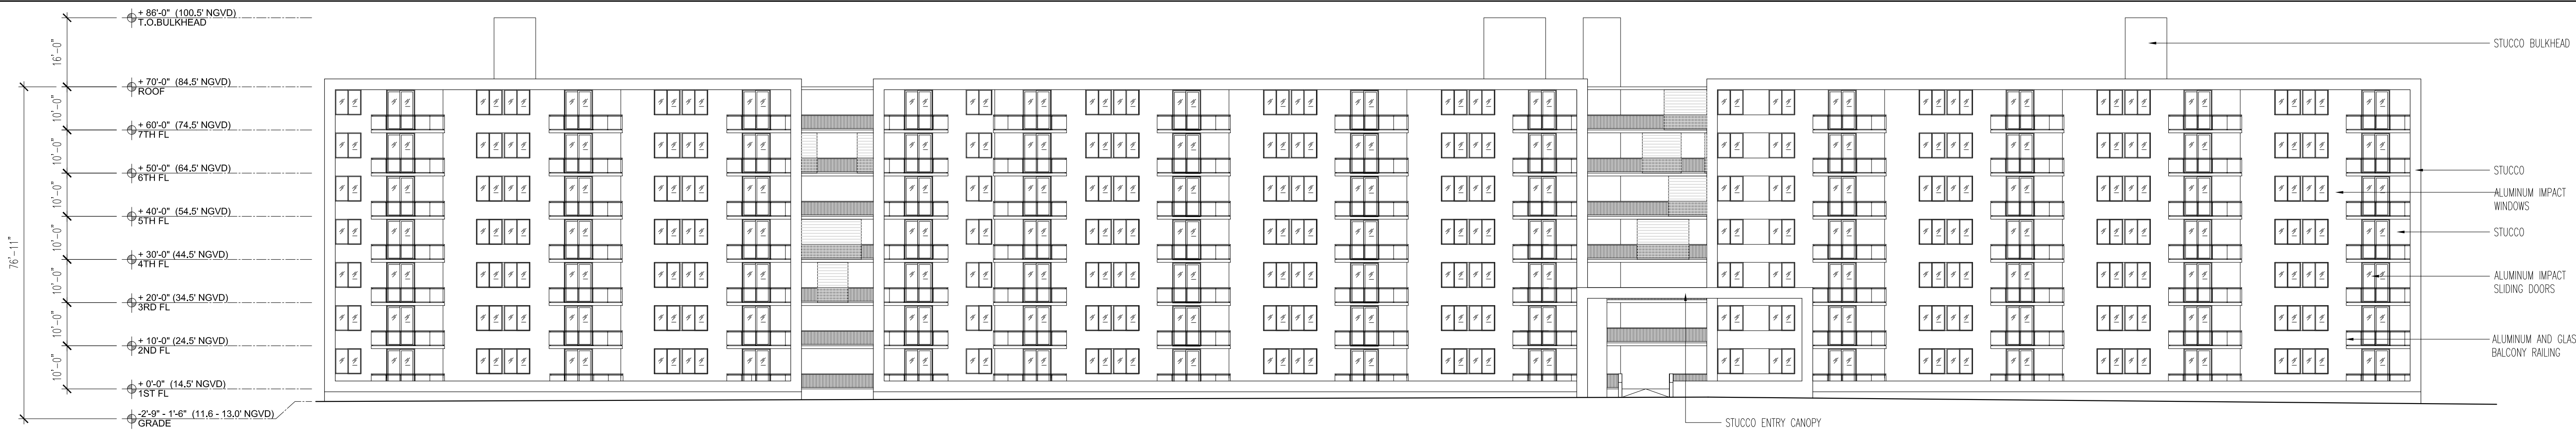 + 86'-0" (100.5' NGVD)
T.O.BULKHEAD
16'-0"
+ 70'-0" (84.5' NGVD)
ROOF
10'-0"
+ 60'-0" (74.5' NGVD)
7TH FL
10'-0"
+ 50'-0" (64.5' NGVD)
6TH FL
10'-0"
+ 40'-0" (54.5' NGVD)
5TH FL
10'-0"
+ 30'-0" (44.5' NGVD)
4TH FL
10'-0"
+ 20'-0" (34.5' NGVD)
3RD FL
10'-0"
+ 10'-0" (24.5' NGVD)
2ND FL
10'-0"
+ 0'-0" (14.5' NGVD)
1ST FL
-2'-9" - 1'-6" (11.6 - 13.0' NGVD)
GRADE
76'-11"
STUCCO BULKHEAD
STUCCO
ALUMINUM IMPACT
WINDOWS
STUCCO
ALUMINUM IMPACT
SLIDING DOORS
ALUMINUM AND GLAS
BALCONY RAILING
STUCCO ENTRY CANOPY